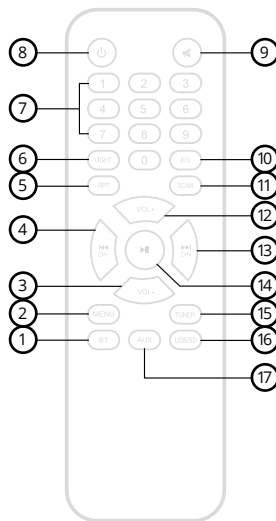 8 9
1 2 3
7
4 5 6
7 8 9
6 LIGHT 0 EQ 10
5 RPT SCAN 11
VOL+ 12
4
CH- CH+ 13
3 14
VOL-
2 MENU TUNER 15
1 BT AUX USB/SD 16
17